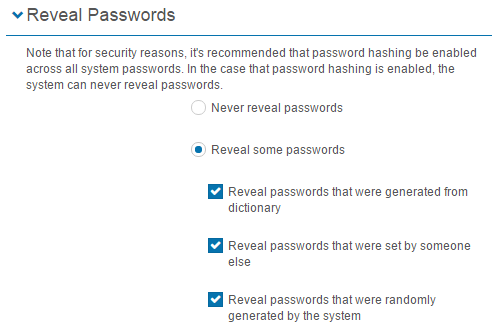 Reveal Passwords
Note that for security reasons, it's recommended that password hashing be enabled
across all system passwords. In the case that password hashing is enabled, the
system can never reveal passwords.
Never reveal passwords
Reveal some passwords
Reveal passwords that were generated from
dictionary
Reveal passwords that were set by someone
else
Reveal passwords that were randomly
generated by the system